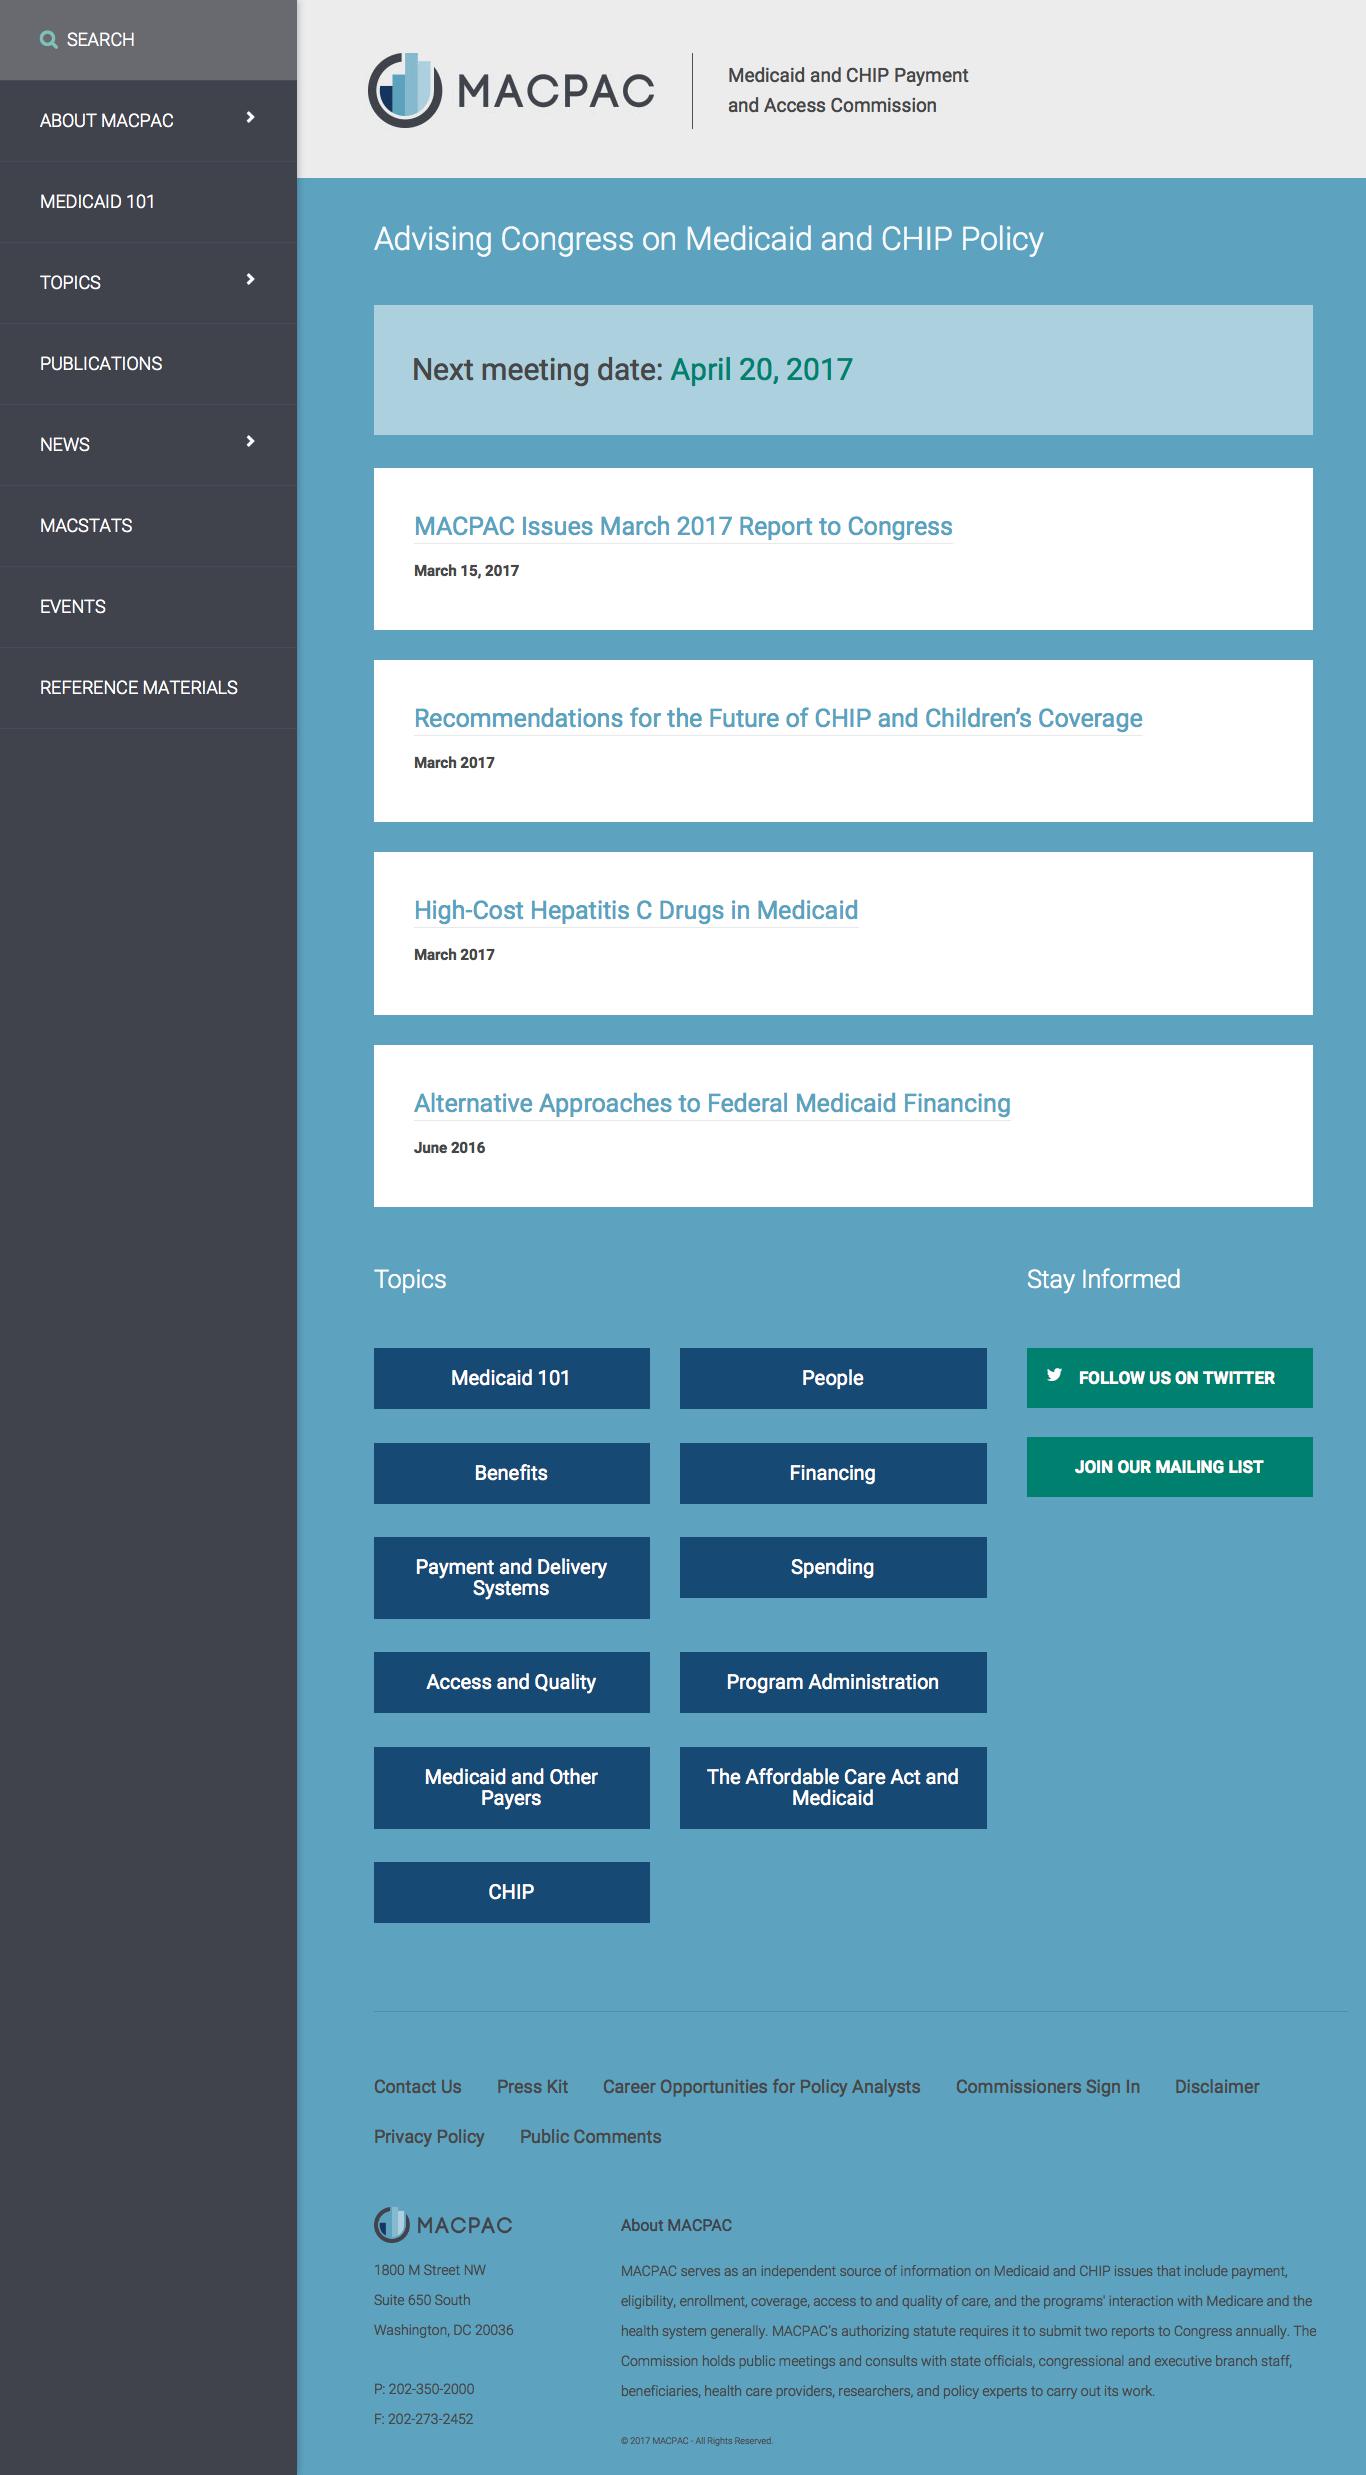 SEARCH
ABOUT MACPAC
MEDICAID 101
TOPICS
PUBLICATIONS
NEWS
MACSTATS
EVENTS
REFERENCE MATERIALS
MACPAC
Medicaid and CHIP Payment
and Access Commission
Advising Congress on Medicaid and CHIP Policy
Next meeting date: April 20, 2017
MACPAC Issues March 2017 Report to Congress
March 15, 2017
Recommendations for the Future of CHIP and Children’s Coverage
March 2017
High-Cost Hepatitis C Drugs in Medicaid
March 2017
Alternative Approaches to Federal Medicaid Financing
June 2016
Topics
Medicaid 101
People
Benefits
Financing
Payment and Delivery
Systems
Spending
Access and Quality
Program Administration
Medicaid and Other
Payers
The Affordable Care Act and
Medicaid
CHIP
Stay Informed
FOLLOW US ON TWITTER
JOIN OUR MAILING LIST
Contact Us Press Kit Career Opportunities for Policy Analysts Commissioners Sign In Disclaimer
Privacy Policy Public Comments
MACPAC
1800 M Street NW
Suite 650 South
Washington, DC 20036
P: 202-350-2000
F: 202-273-2452
About MACPAC
MACPAC serves as an independent source of information on Medicaid and CHIP issues that include payment,
eligibility, enrollment, coverage, access to and quality of care, and the programs' interaction with Medicare and the
health system generally. MACPAC's authorizing statute requires it to submit two reports to Congress annually. The
Commission holds public meetings and consults with state officials, congressional and executive branch staff,
beneficiaries, health care providers, researchers, and policy experts to carry out its work.
© 2017 MACPAC - All Rights Reserved.